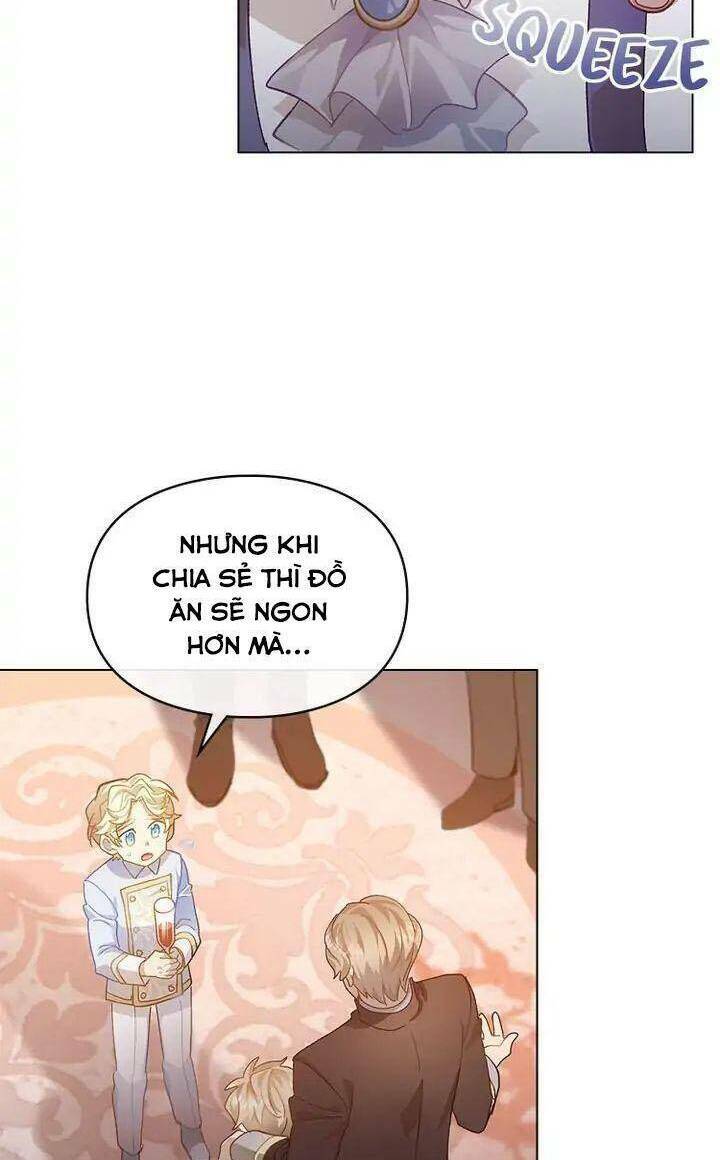 SQUEEZE
NHƯNG KHI
CHIA SẺ THÌ ĐỒ
ĂN SẼ NGON
HƠN MÀ...